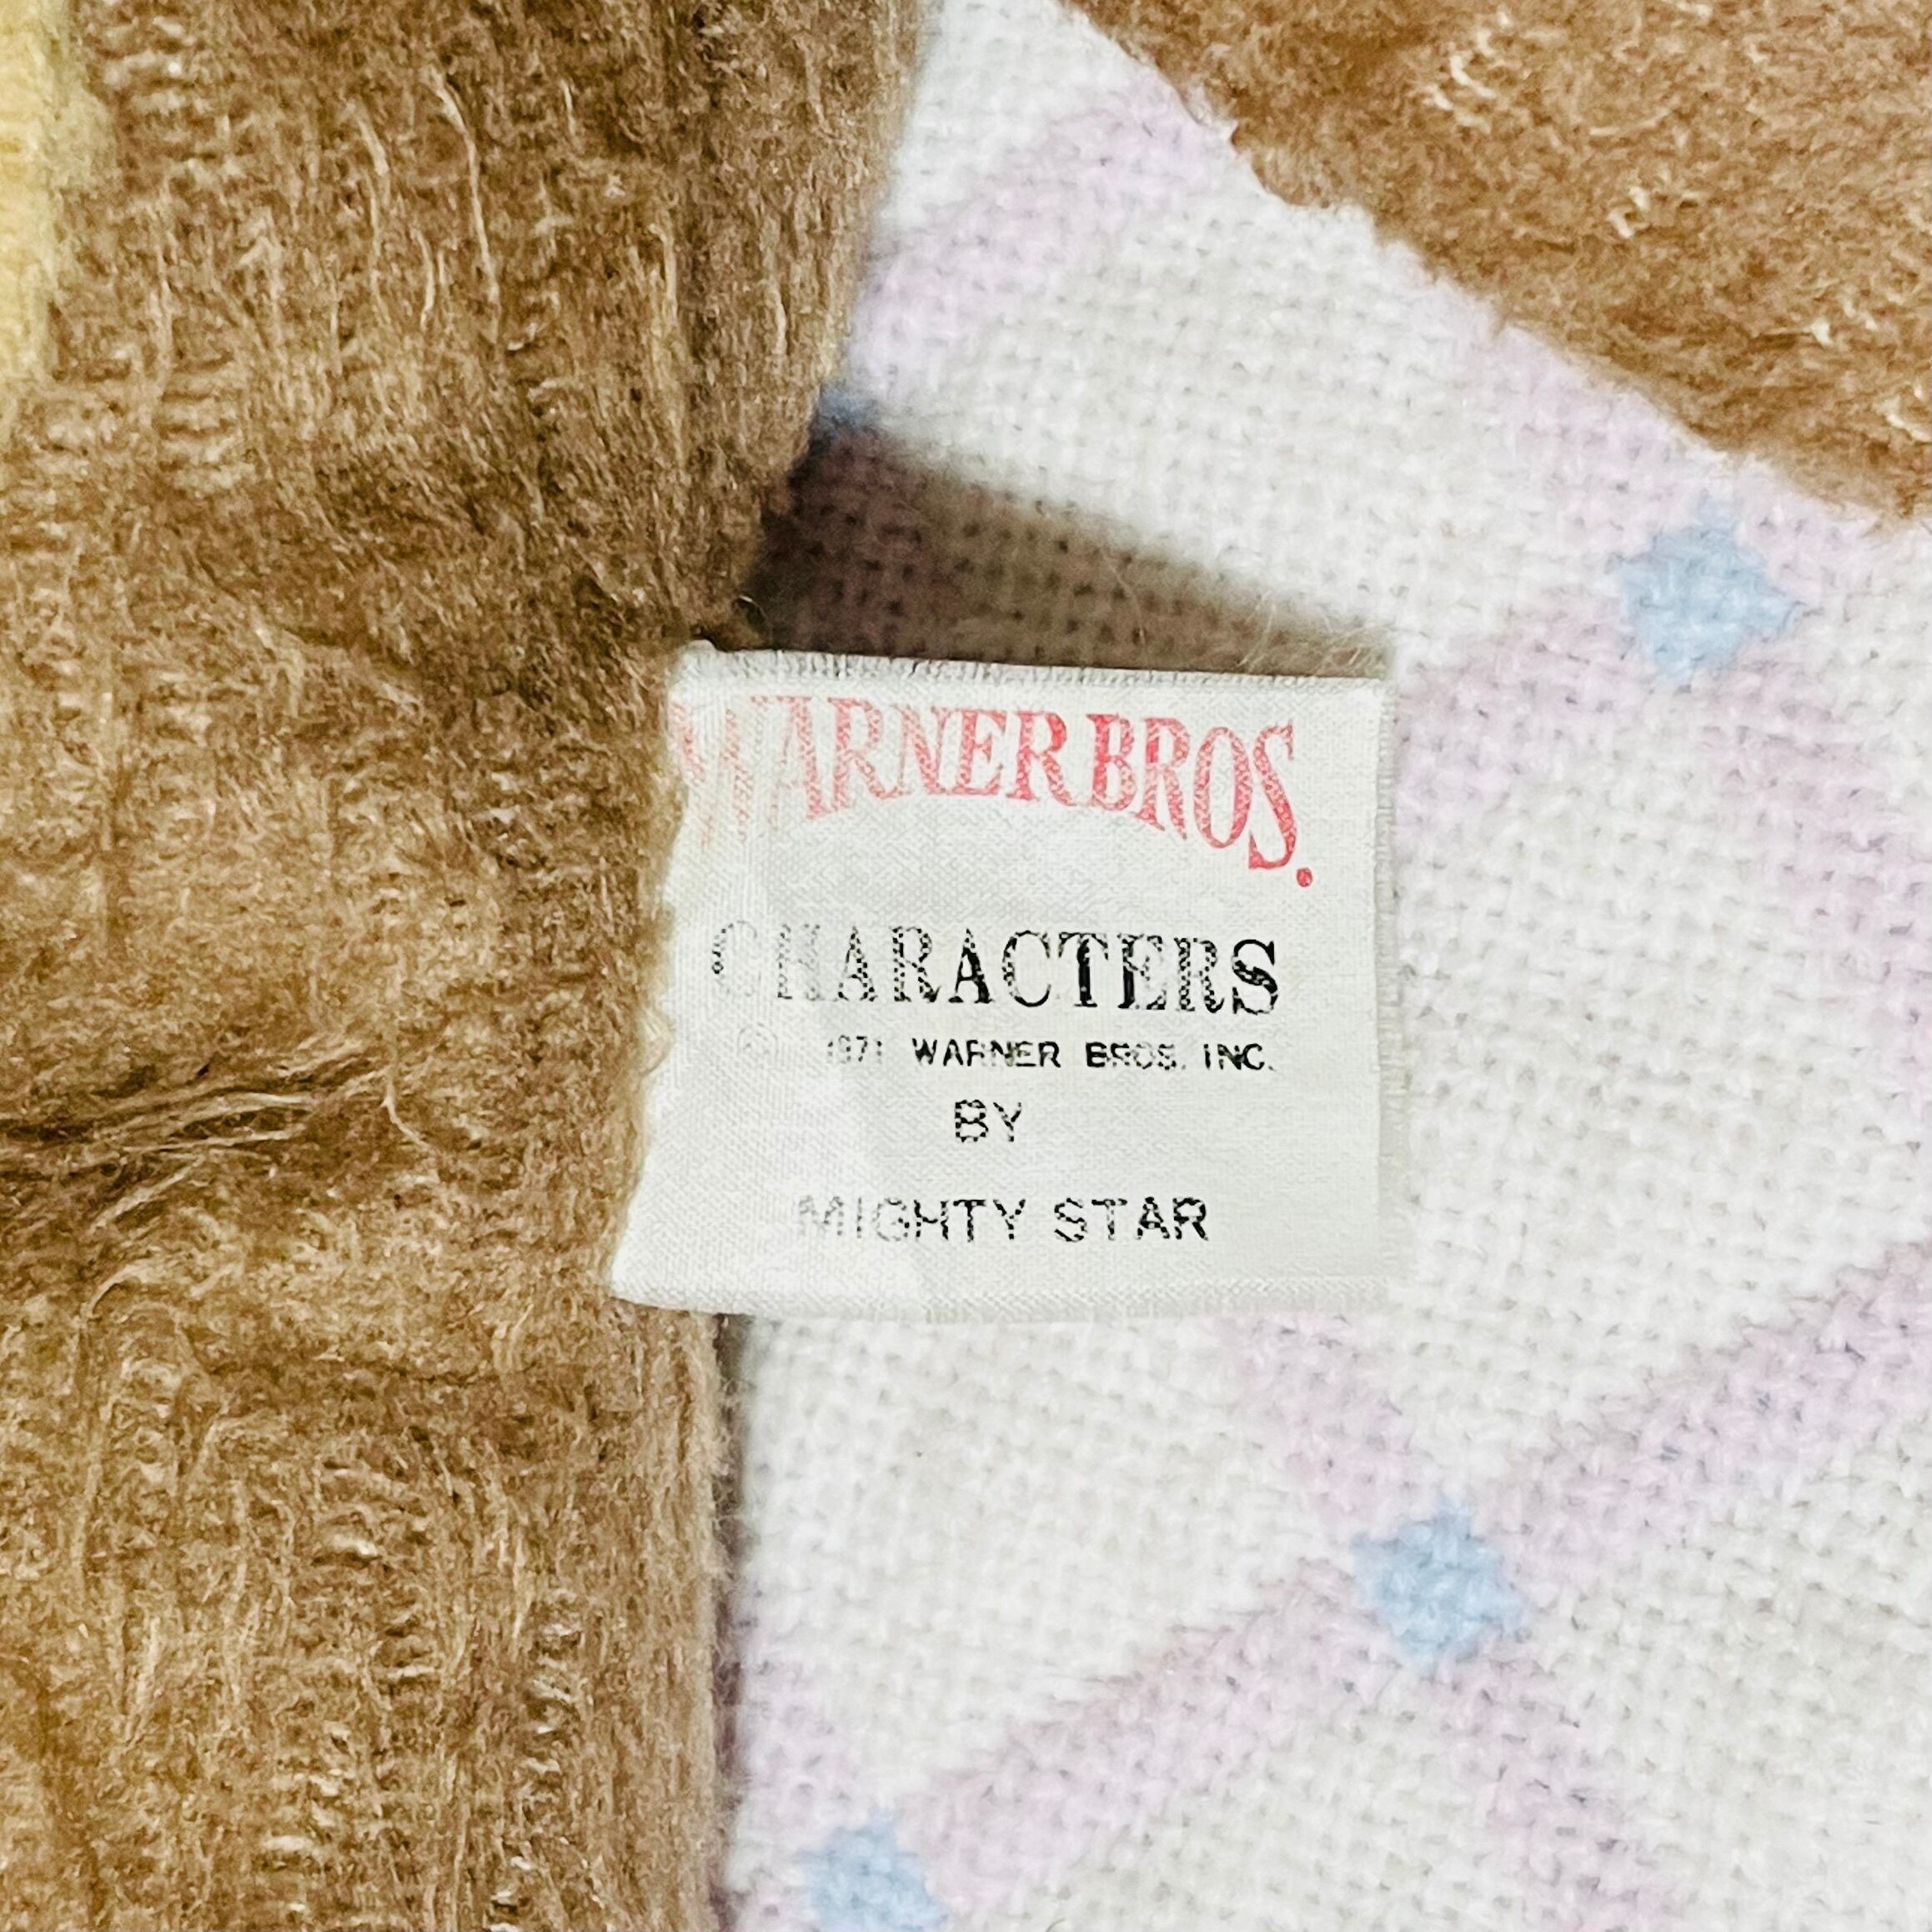 WARNER BROS.
CHARACTERS
© 1971 WARNER BROS. INC.
BY
MIGHTY STAR